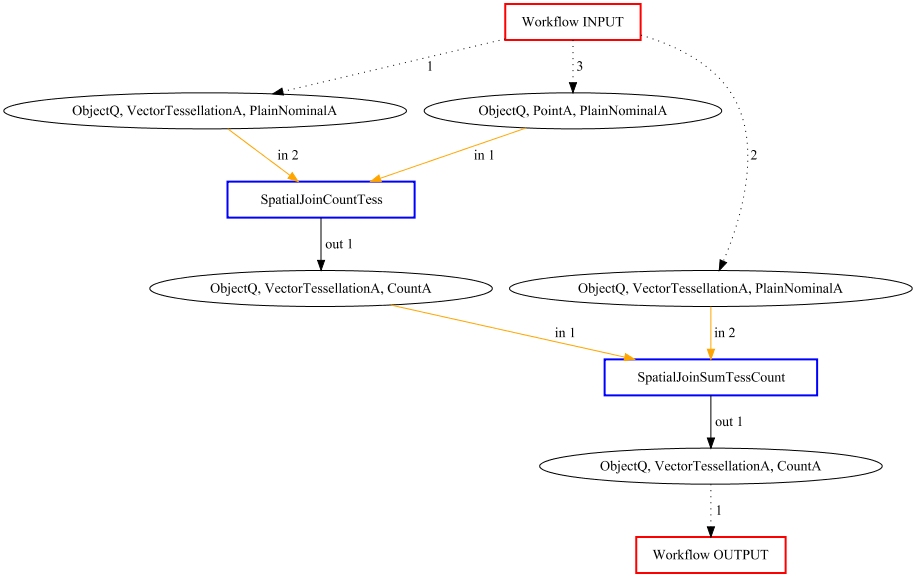 Workflow INPUT
1
3
ObjectQ, VectorTessellationA, PlainNominalA
ObjectQ, PointA, PlainNominalA
in 2
in 1
2
SpatialJoinCountTess
out 1
ObjectQ, VectorTessellationA, CountA
ObjectQ, VectorTessellationA, PlainNominalA
in 1
in 2
SpatialJoinSumTessCount
out 1
ObjectQ, VectorTessellationA, CountA
1
Workflow OUTPUT